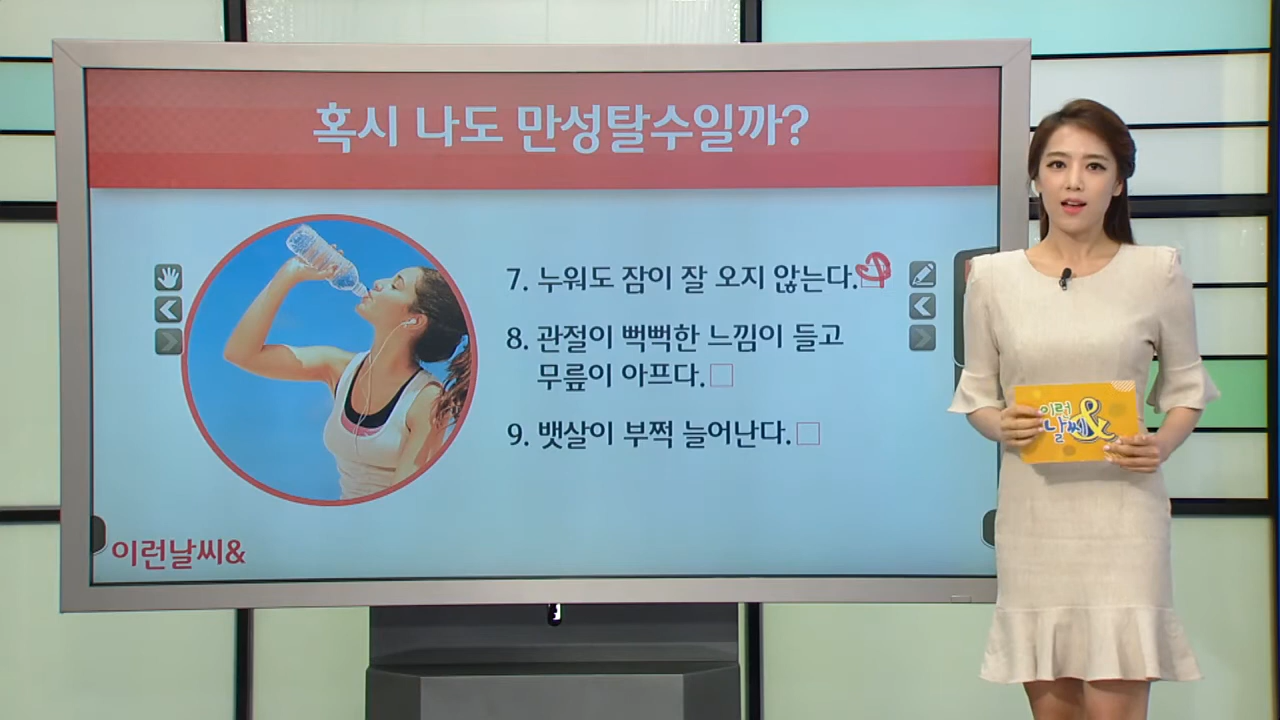 혹시 나도 만성탈수일까?
7. 누워도 잠이 잘 오지 않는다.
8. 관절이 뻑뻑한 느낌이 들고
무릎이 아프다.
9. 뱃살이 부쩍 늘어난다.
이런날씨&
이런
날씨&